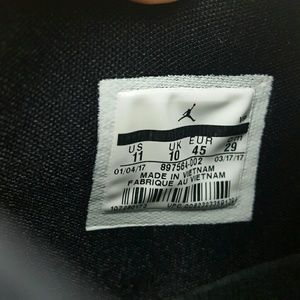 US UK EUR cm
11 10 45 29
01/04/17 897564-002 03/17/17
MADE IN VIETNAM
FABRIQUE AU VIETNAM